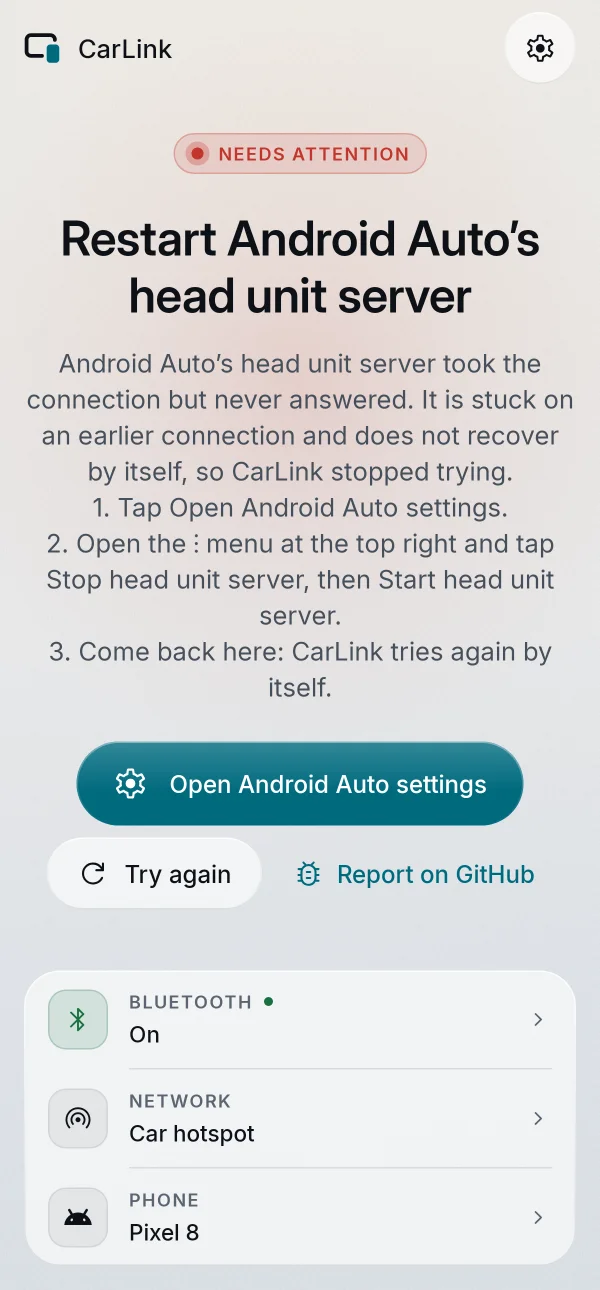 CarLink
NEEDS ATTENTION
Restart Android Auto’s
head unit server
Android Auto’s head unit server took the
connection but never answered. It is stuck on
an earlier connection and does not recover
by itself, so CarLink stopped trying.
1. Tap Open Android Auto settings.
2. Open the ⋮ menu at the top right and tap
Stop head unit server, then Start head unit
server.
3. Come back here: CarLink tries again by
itself.
Open Android Auto settings
Try again
Report on GitHub
BLUETOOTH
On
NETWORK
Car hotspot
PHONE
Pixel 8